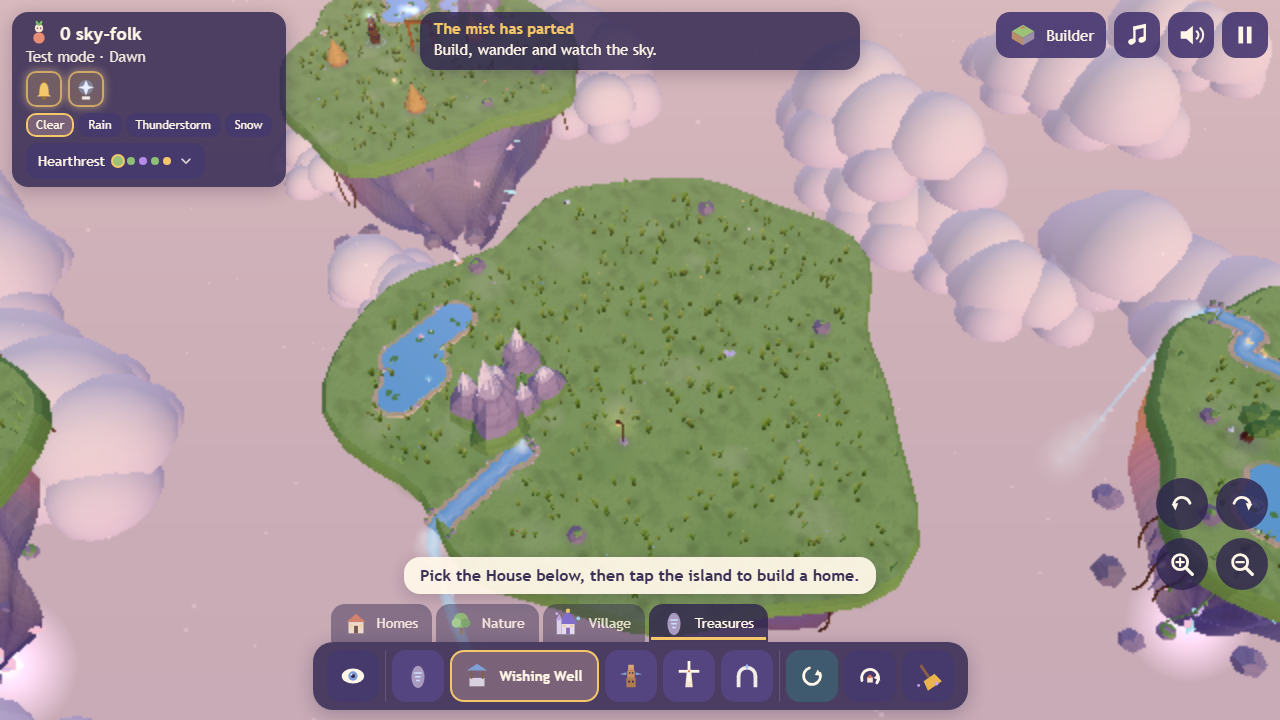 0 sky-folk
Test mode · Dawn
Clear
Rain
Thunderstorm
Snow
Hearthrest
The mist has parted
Build, wander and watch the sky.
Builder
Pick the House below, then tap the island to build a home.
Homes
Nature
Village
Treasures
Wishing Well